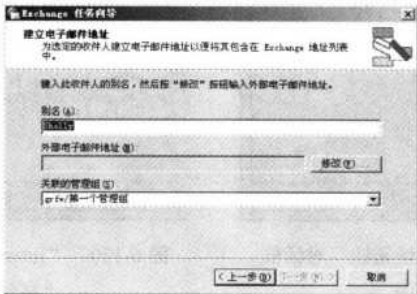 Exchange 任务向导
建立电子邮件地址
为选定的收件人建立电子邮件地址以便将其包含在 Exchange 地址列表
中。
键入此收件人的别名，然后按“修改”按钮输入外部电子邮件地址。
别名(A)
外部电子邮件地址(E)
修改(F)...
关联的管理组(S)
grfw/第一个管理组
<上一步(B)
下一步(N)>
取消